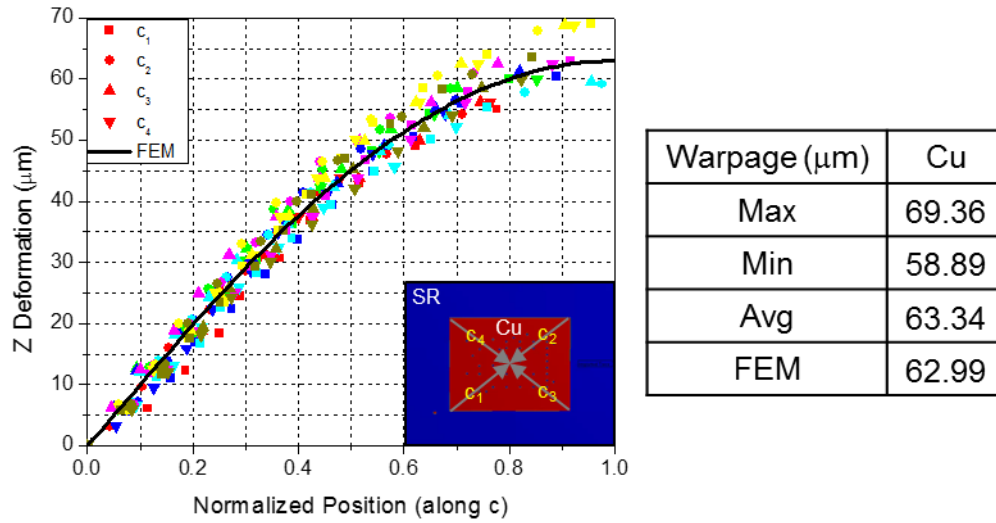 70
60
50
40
30
20
10
0
Z Deformation (μm)
c1
c2
c3
c4
FEM
SR
Cu
c4
c2
c1
c3
0.0 0.2 0.4 0.6 0.8 1.0
Normalized Position (along c)
Warpage (μm) Cu
Max 69.36
Min 58.89
Avg 63.34
FEM 62.99